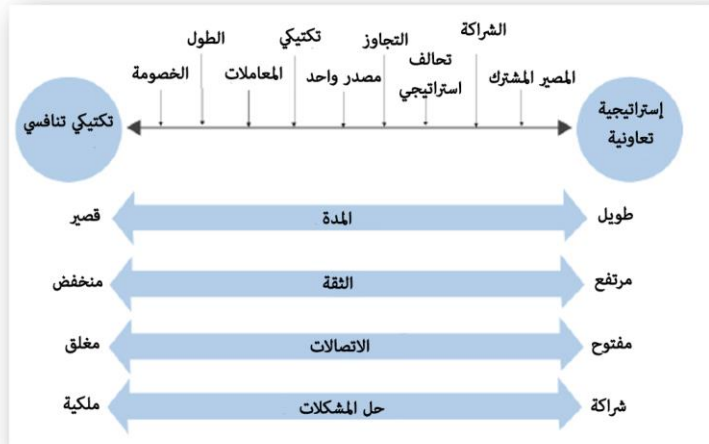 الشراكة
التجاوز
تكتيكي
الطول
المصير المشترك
تحالف
استراتيجي
مصدر واحد
المعاملات
الخصومة
إستراتيجية
تعاونية
تكتيكي تنافسي
طويل
المدة
قصير
مرتفع
الثقة
منخفض
مفتوح
الاتصالات
مغلق
شراكة
حل المشكلات
ملكية